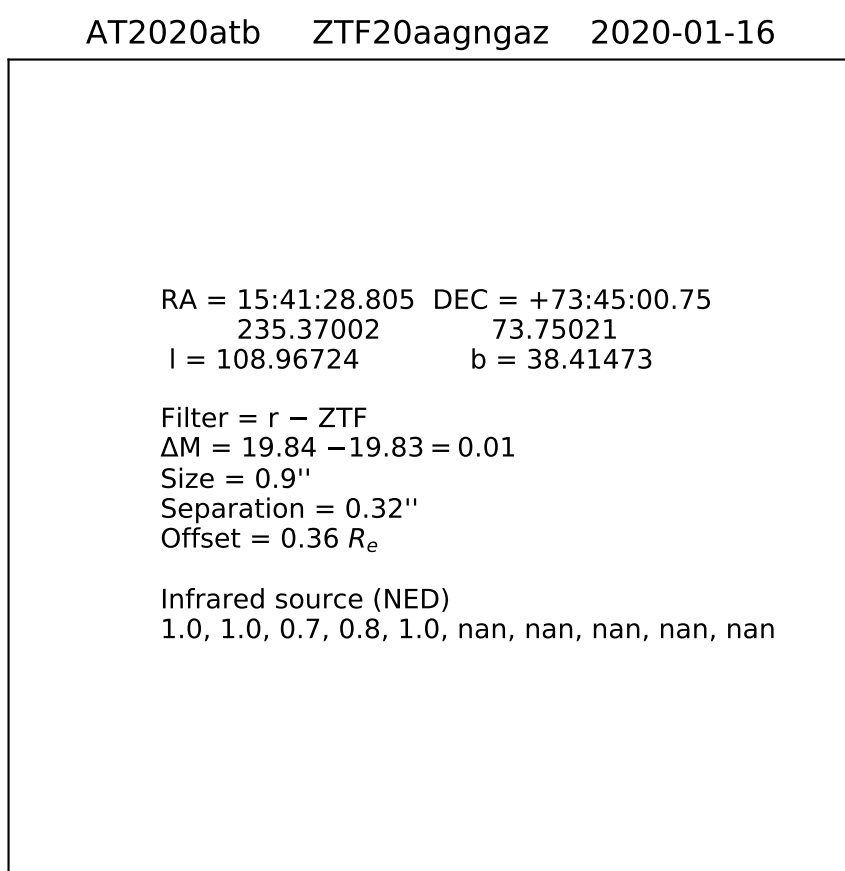 AT2020atb ZTF20aagngaz 2020-01-16
RA = 15:41:28.805 DEC = +73:45:00.75
235.37002 73.75021
l = 108.96724 b = 38.41473
Filter = r − ZTF
ΔM = 19.84 −19.83 = 0.01
Size = 0.9''
Separation = 0.32''
Offset = 0.36 Re
Infrared source (NED)
1.0, 1.0, 0.7, 0.8, 1.0, nan, nan, nan, nan, nan